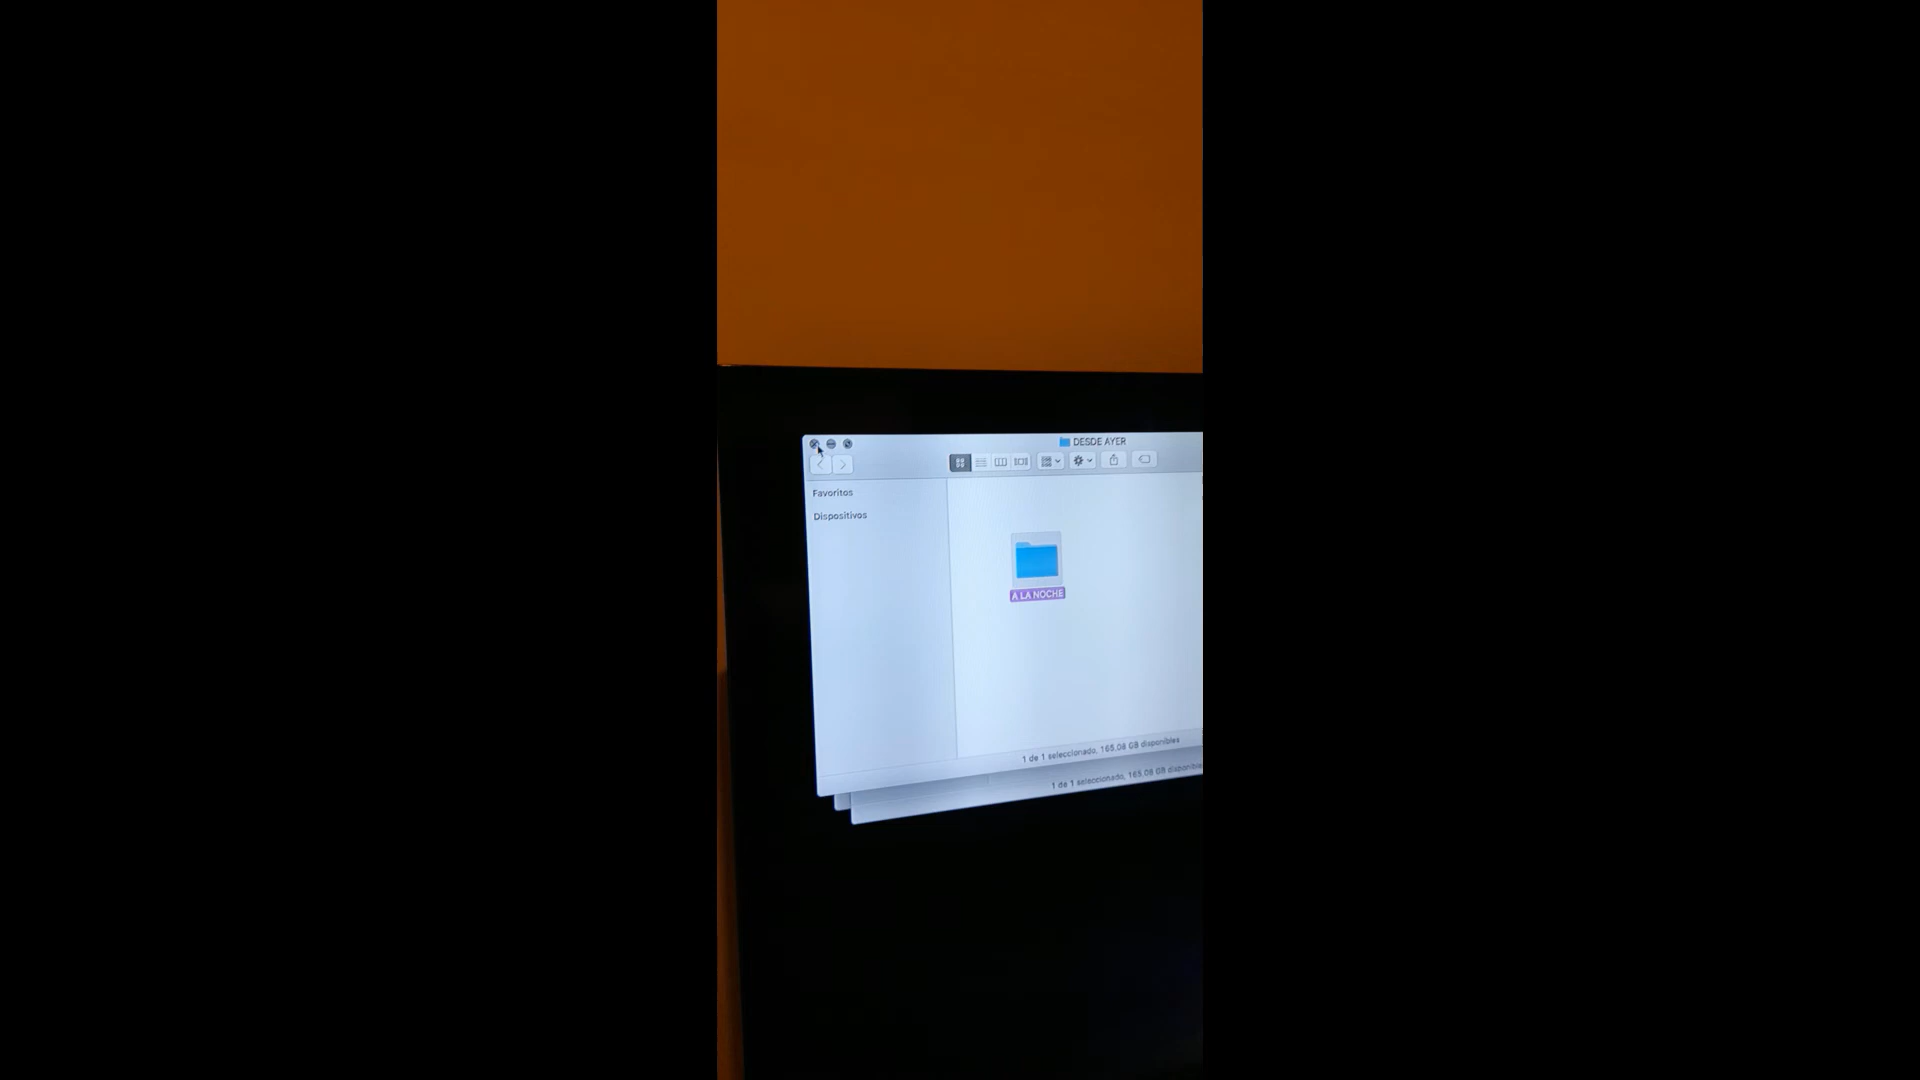 DESDE AYER
Favoritos
Dispositivos
A LA NOCHE
1 de 1 seleccionado, 165,08 GB disponibles
1 de 1 seleccionado, 165,08 GB disponible